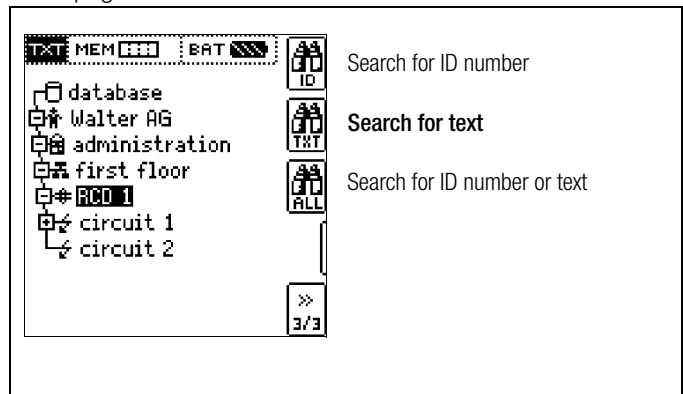 TXT MEM BAT
ID
Search for ID number
database
Walter AG
TXT
Search for text
administration
first floor
ALL
Search for ID number or text
RCD 1
circuit 1
circuit 2
»
3/3